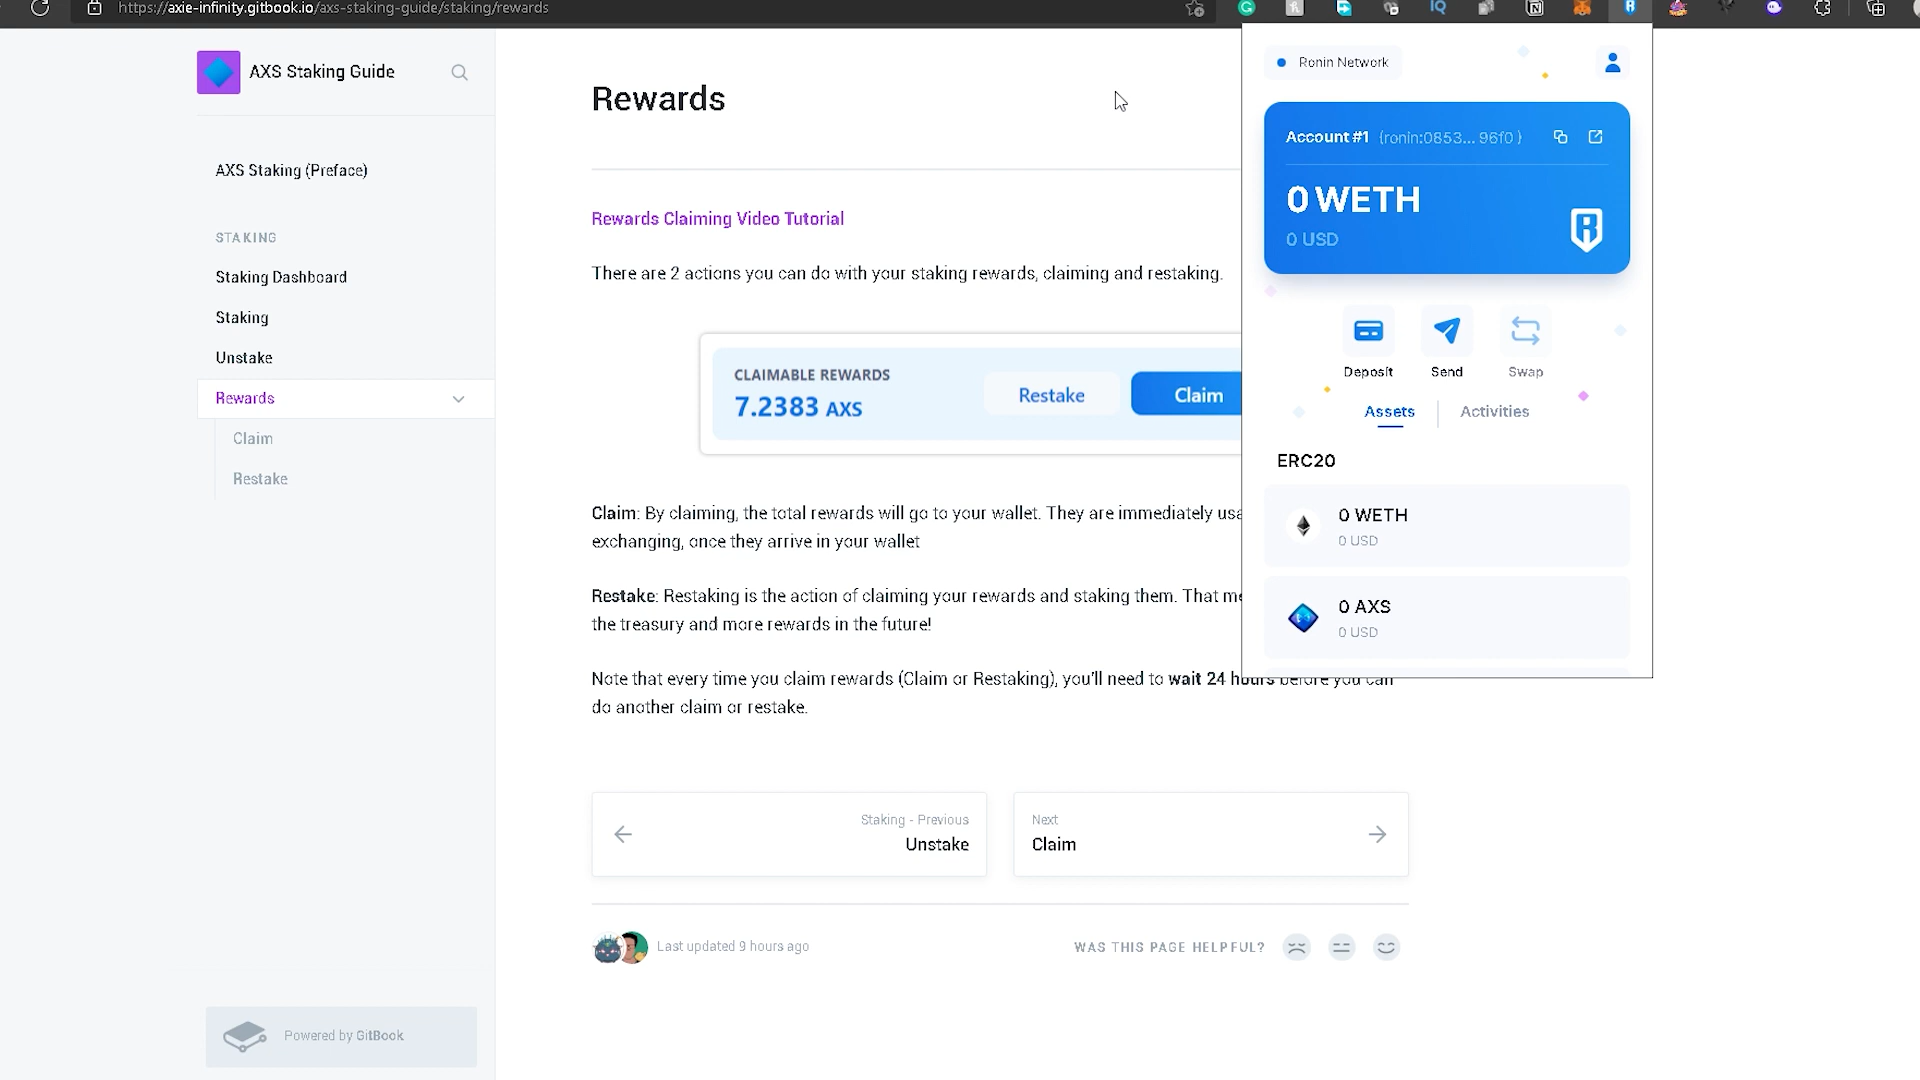 https://axie-infinity.gitbook.io/axs-staking-guide/staking/rewards
AXS Staking Guide
AXS Staking (Preface)
STAKING
Staking Dashboard
Staking
Unstake
Rewards
Claim
Restake
Powered by GitBook
Rewards
Rewards Claiming Video Tutorial
There are 2 actions you can do with your staking rewards, claiming and restaking.
CLAIMABLE REWARDS
7.2383 AXS
Restake
Claim
Claim: By claiming, the total rewards will go to your wallet. They are immediately
exchanging, once they arrive in your wallet
Restake: Restaking is the action of claiming your rewards and staking them. That
the treasury and more rewards in the future!
Note that every time you claim rewards (Claim or Restaking), you'll need to wait 24 hours before you can
do another claim or restake.
Staking - Previous
Unstake
Next
Claim
Last updated 9 hours ago
WAS THIS PAGE HELPFUL?
Ronin Network
Account #1 (ronin:0853... 96f0 )
0 WETH
0 USD
Deposit
Send
Swap
Assets
Activities
ERC20
0 WETH
0 USD
0 AXS
0 USD